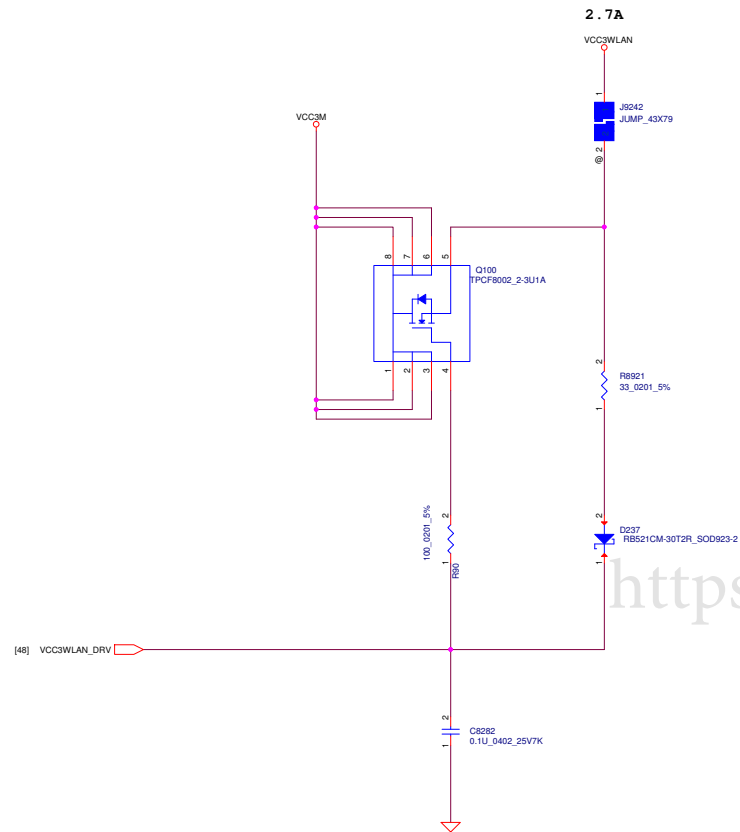 2.7A
VCC3WLAN
1
J9242
JUMP_43X79
@ 2
VCC3M
8
7
6
5
Q100
TPCF8002_2-3U1A
1
2
3
4
2
R8921
33_0201_5%
1
100_0201_5%
2
1
R90
2
D237
RB521CM-30T2R_SOD923-2
1
https
[48] VCC3WLAN_DRV
2
C8282
0.1U_0402_25V7K
1